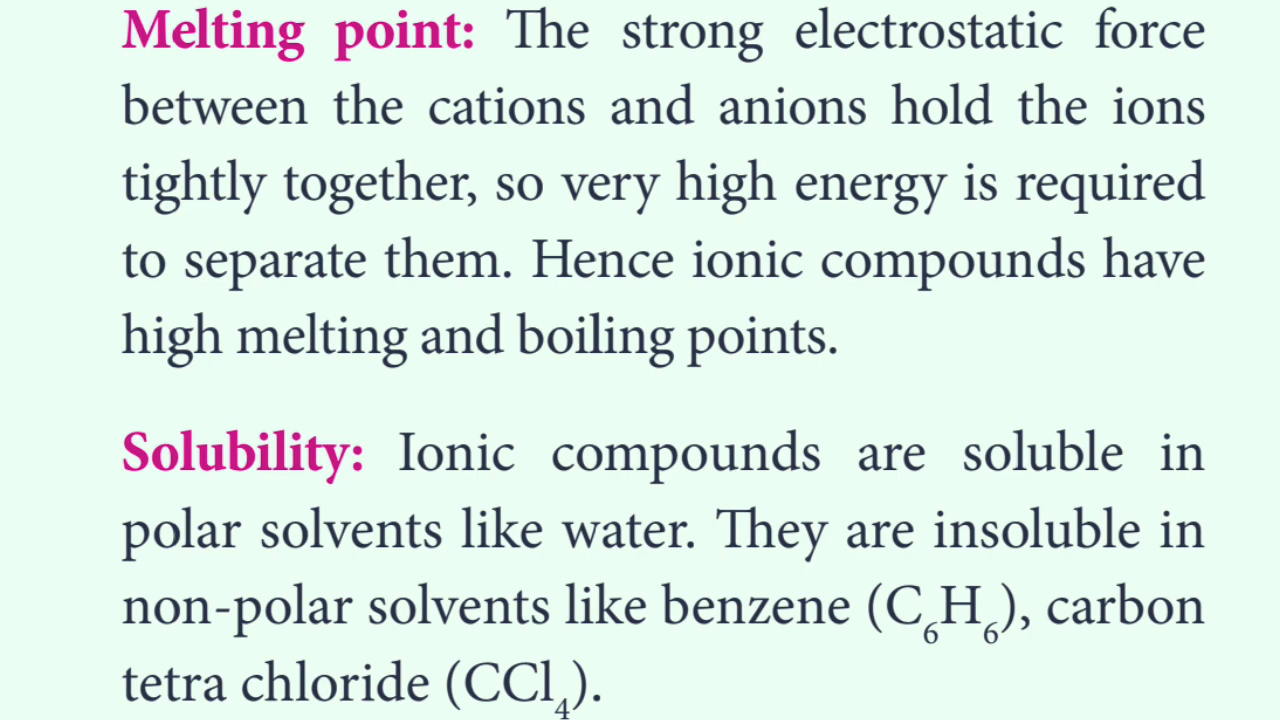 Melting point: The strong electrostatic force
between the cations and anions hold the ions
tightly together, so very high energy is required
to separate them. Hence ionic compounds have
high melting and boiling points.
Solubility: Ionic compounds are soluble in
polar solvents like water. They are insoluble in
non-polar solvents like benzene (C₆H₆), carbon
tetra chloride (CCl₄).